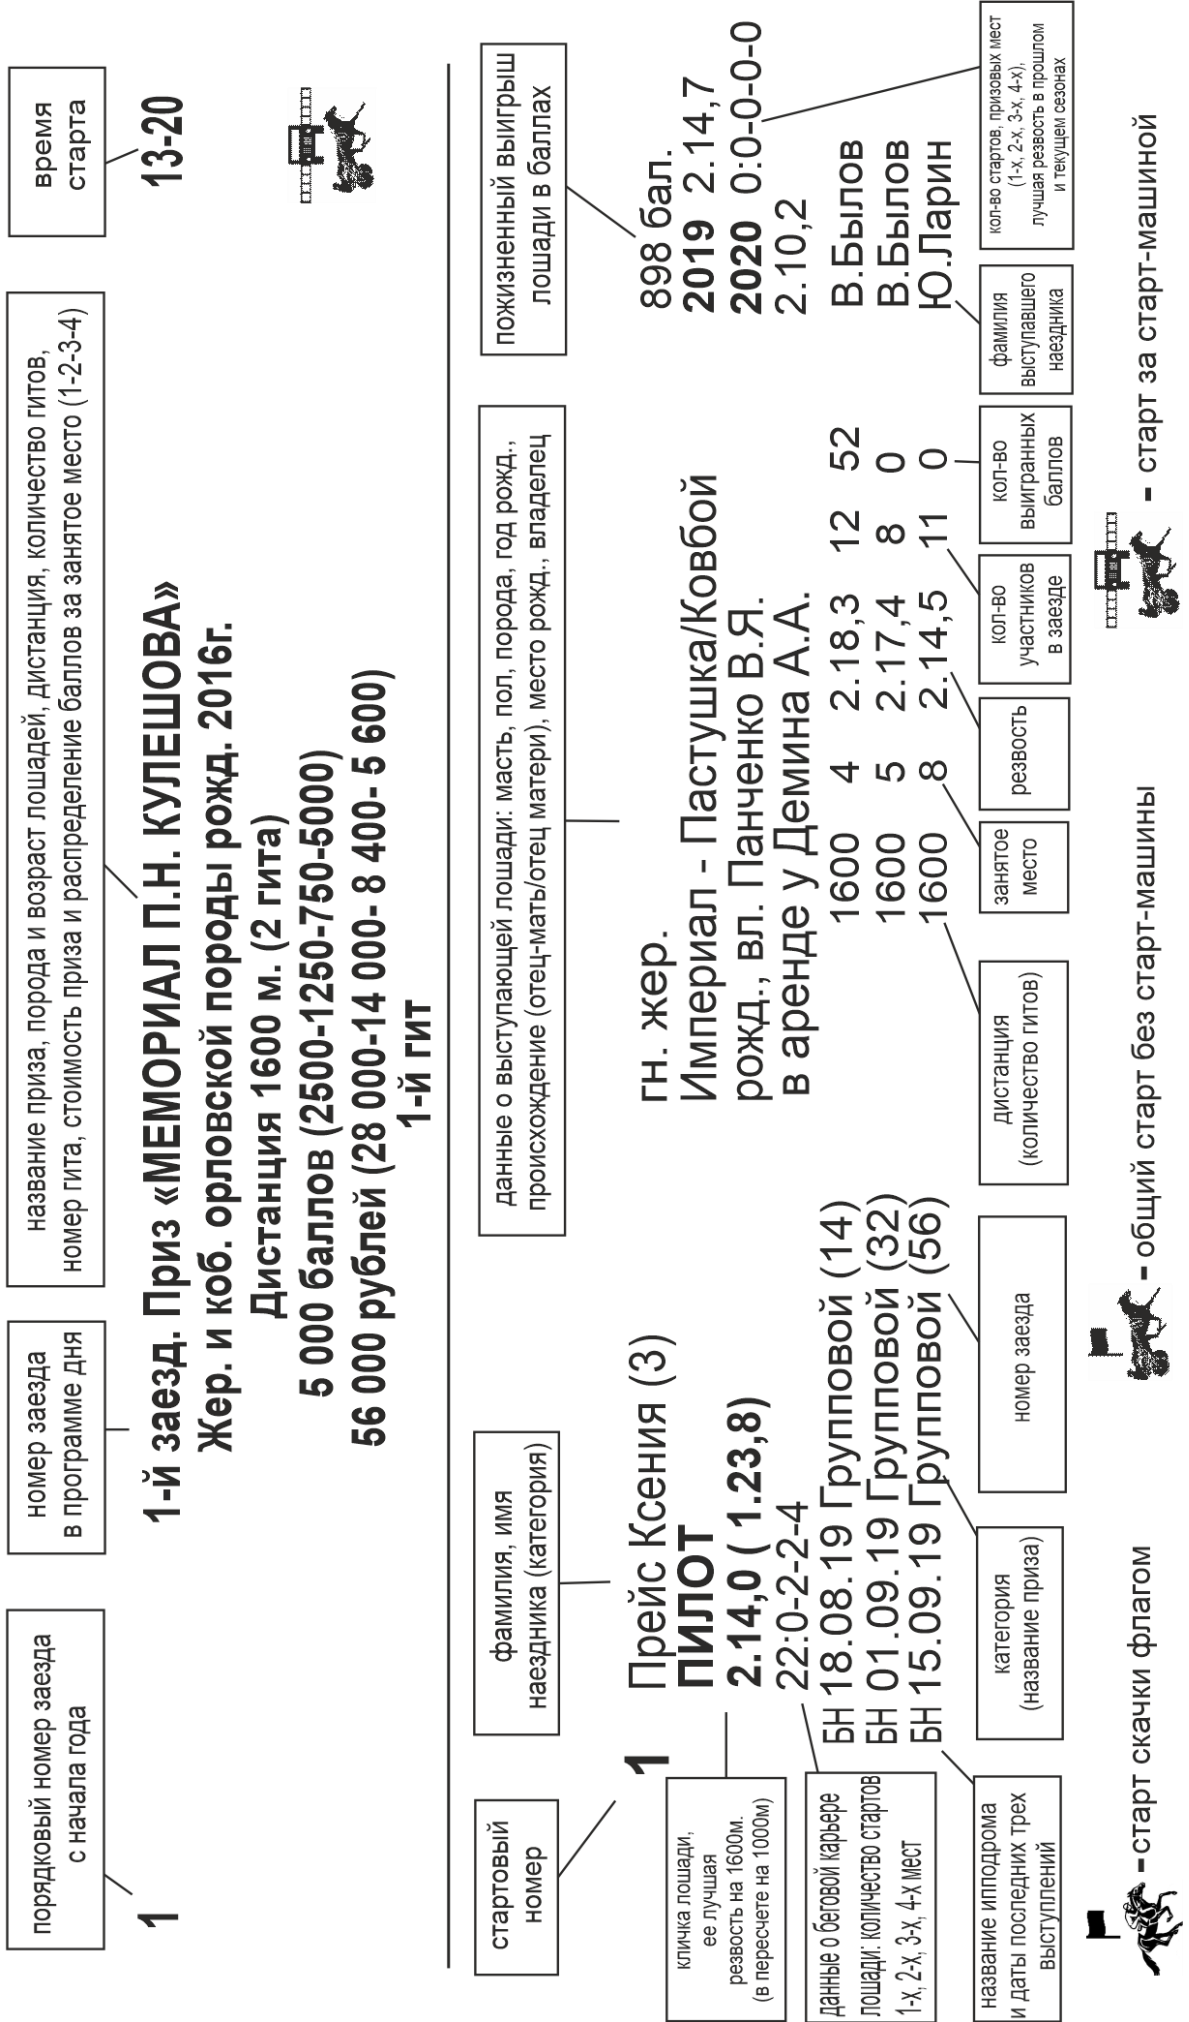 порядковый номер заезда
с начала года
номер заезда
в программе дня
название приза, порода и возраст лошадей, дистанция, количество гитов,
номер гита, стоимость приза и распределение баллов за занятое место (1-2-3-4)
время
старта
1
1-й заезд. Приз «МЕМОРИАЛ П.Н. КУЛЕШОВА»
13-20
Жер. и коб. орловской породы рожд. 2016г.
Дистанция 1600 м. (2 гита)
5 000 баллов (2500-1250-750-5000)
56 000 рублей (28 000-14 000- 8 400- 5 600)
1-й гит
стартовый
номер
фамилия, имя
наездника (категория)
данные о выступающей лошади: масть, пол, порода, год рожд.,
происхождение (отец-мать/отец матери), место рожд., владелец
пожизненный выигрыш
лошади в баллах
1
Прейс Ксения (3)
гн. жер.
898 бал.
ПИЛОТ
Империал - Пастушка/Ковбой
2019 2.14,7
2.14,0 ( 1.23,8)
рожд., вл. Панченко В.Я.
2020 0:0-0-0-0
22:0-2-2-4
в аренде у Демина А.А.
2.10,2
БН 18.08.19 Групповой (14) 1600 4 2.18,3 12 52 В.Былов
БН 01.09.19 Групповой (32) 1600 5 2.17,4 8 0 В.Былов
БН 15.09.19 Групповой (56) 1600 8 2.14,5 11 0 Ю.Ларин
кличка лошади,
ее лучшая
резвость на 1600м.
(в пересчете на 1000м)
данные о беговой карьере
лошади: количество стартов
1-х, 2-х, 3-х, 4-х мест
название ипподрома
и даты последних трех
выступлений
категория
(название приза)
номер заезда
дистанция
(количество гитов)
занятое
место
резвость
кол-во
участников
в заезде
кол-во
выигранных
баллов
фамилия
выступавшего
наездника
кол-во стартов, призовых мест
(1-х, 2-х, 3-х, 4-х),
лучшая резвость в прошлом
и текущем сезонах
-старт скачки флагом
- общий старт без старт-машины
- старт за старт-машиной